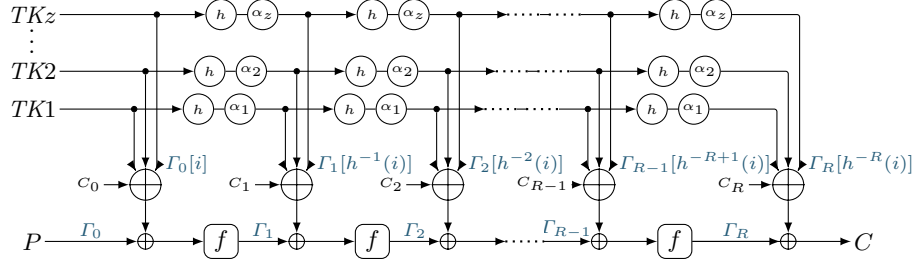 TKz h α_z h α_z ...... h α_z
⋮
TK2 h α_2 h α_2 ...... h α_2
TK1 h α_1 h α_1 ...... h α_1
Γ_0[i] Γ_1[h^{-1}(i)] Γ_2[h^{-2}(i)] Γ_{R-1}[h^{-R+1}(i)] Γ_R[h^{-R}(i)]
C_0 C_1 C_2 C_{R-1} C_R
P Γ_0 f Γ_1 f Γ_2 ...... Γ_{R-1} f Γ_R C